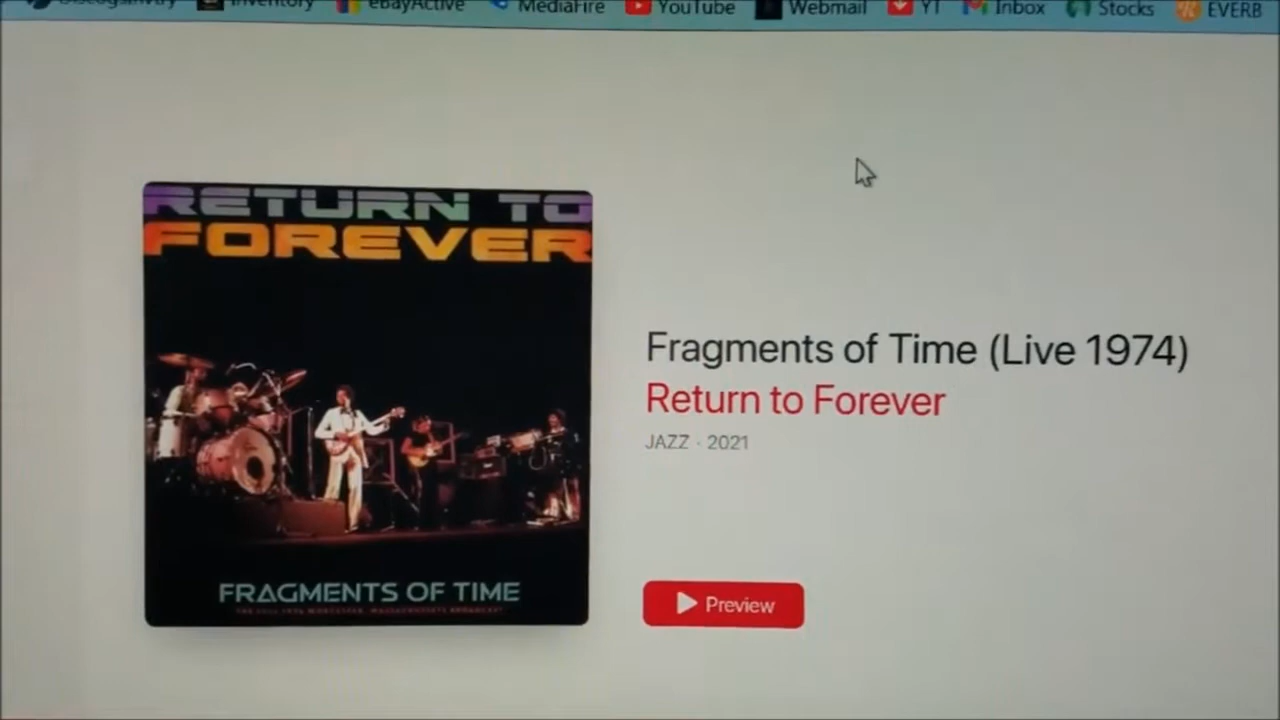 Inventory
eBayActive
MediaFire
YouTube
Webmail
YT
Inbox
Stocks
EVERB
RETURN TO
FOREVER
FRAGMENTS OF TIME
Fragments of Time (Live 1974)
Return to Forever
JAZZ · 2021
Preview